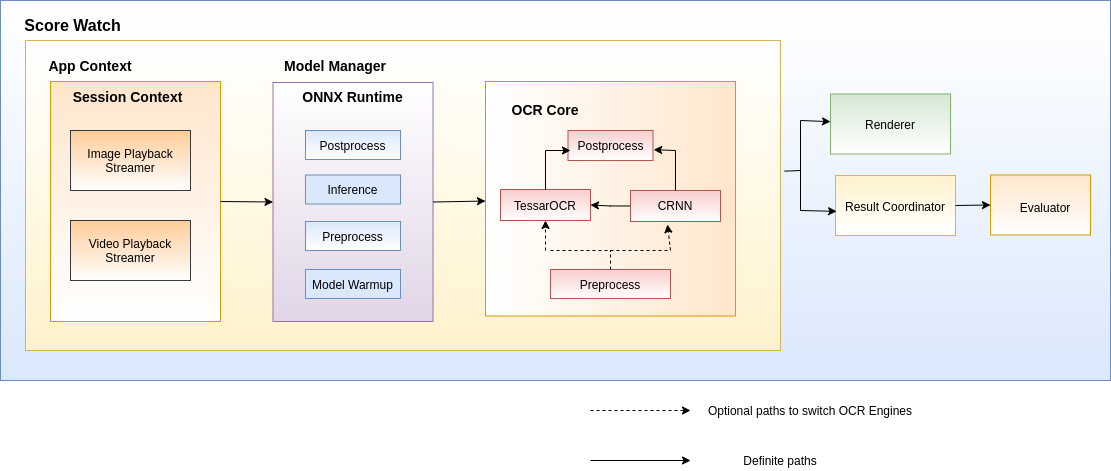 Score Watch
App Context
Session Context
Image Playback
Streamer
Video Playback
Streamer
Model Manager
ONNX Runtime
Postprocess
Inference
Preprocess
Model Warmup
OCR Core
Postprocess
TessarOCR
CRNN
Preprocess
Renderer
Result Coordinator
Evaluator
Optional paths to switch OCR Engines
Definite paths